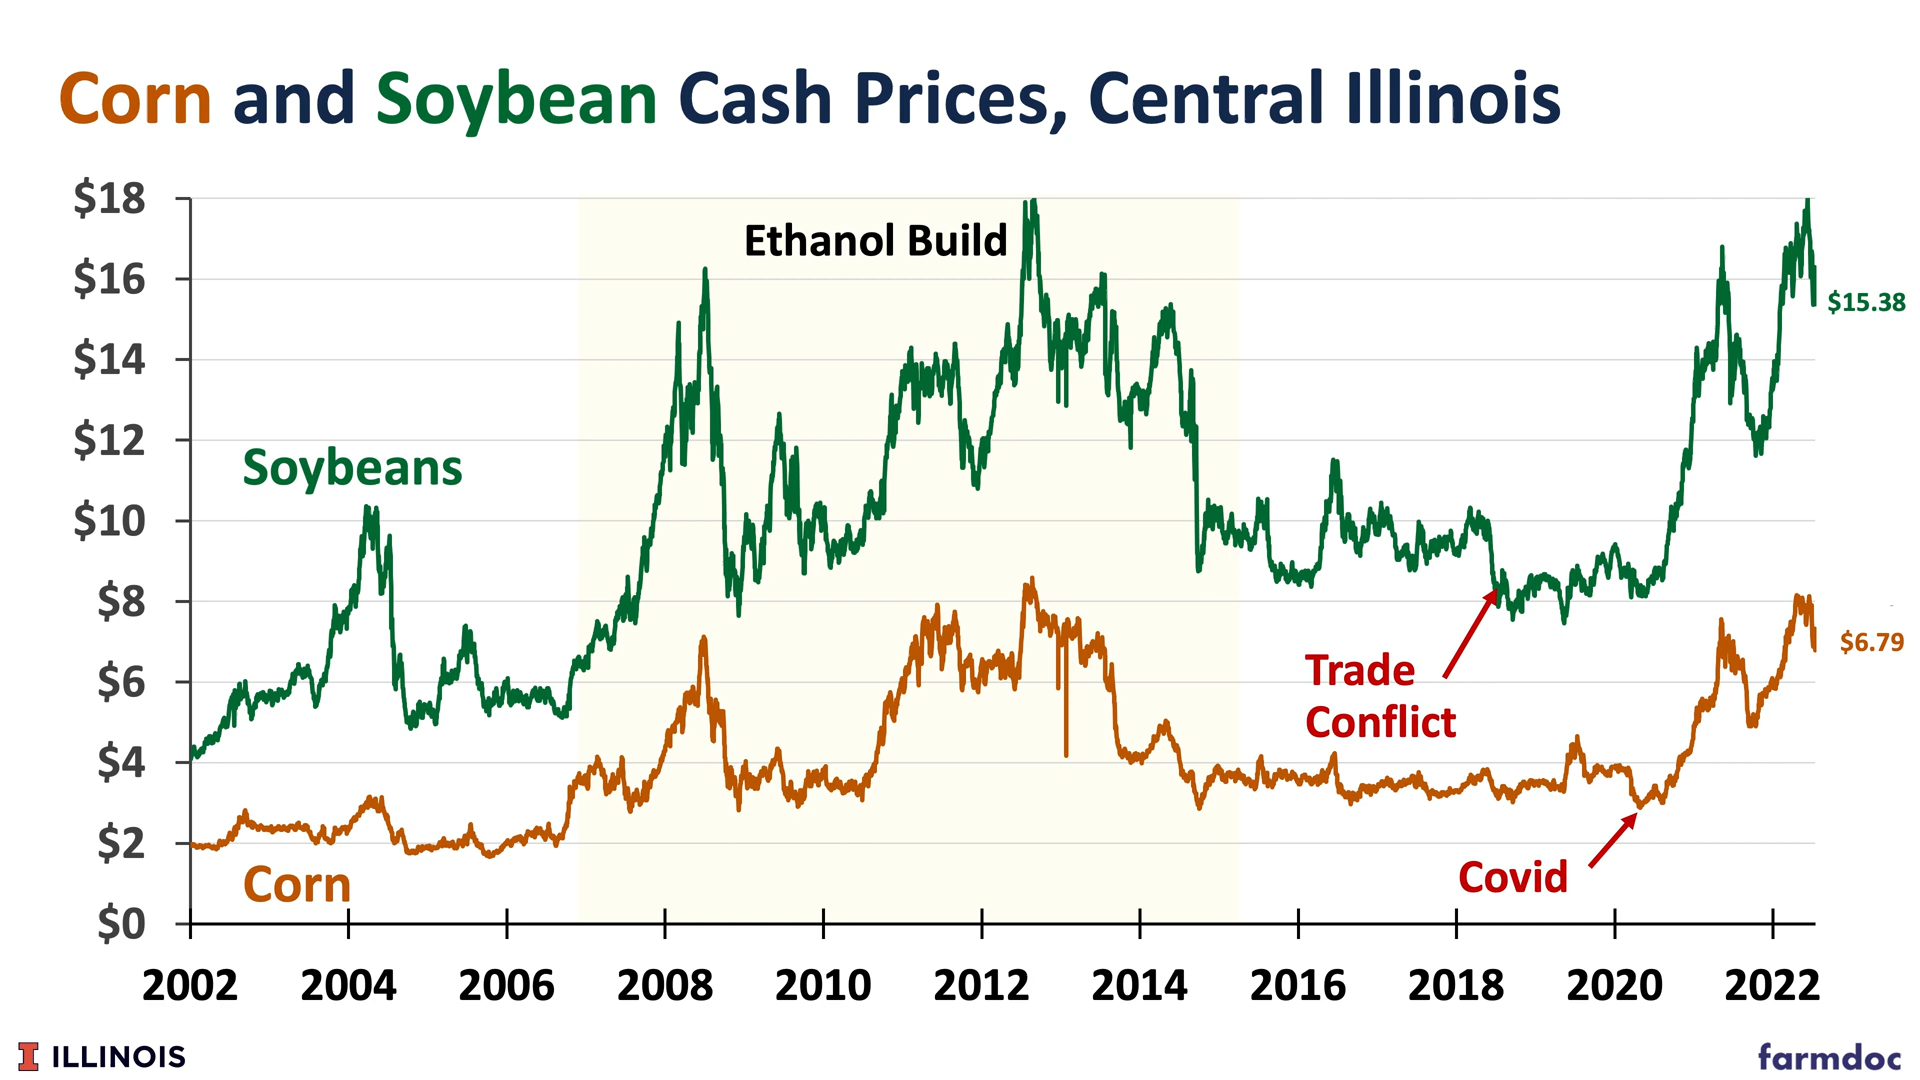 Corn and Soybean Cash Prices, Central Illinois
$18
$16
$14
$12
$10
$8
$6
$4
$2
$0
Ethanol Build
Soybeans
Corn
Trade
Conflict
Covid
$15.38
$6.79
2002 2004 2006 2008 2010 2012 2014 2016 2018 2020 2022
I ILLINOIS
farmdoc